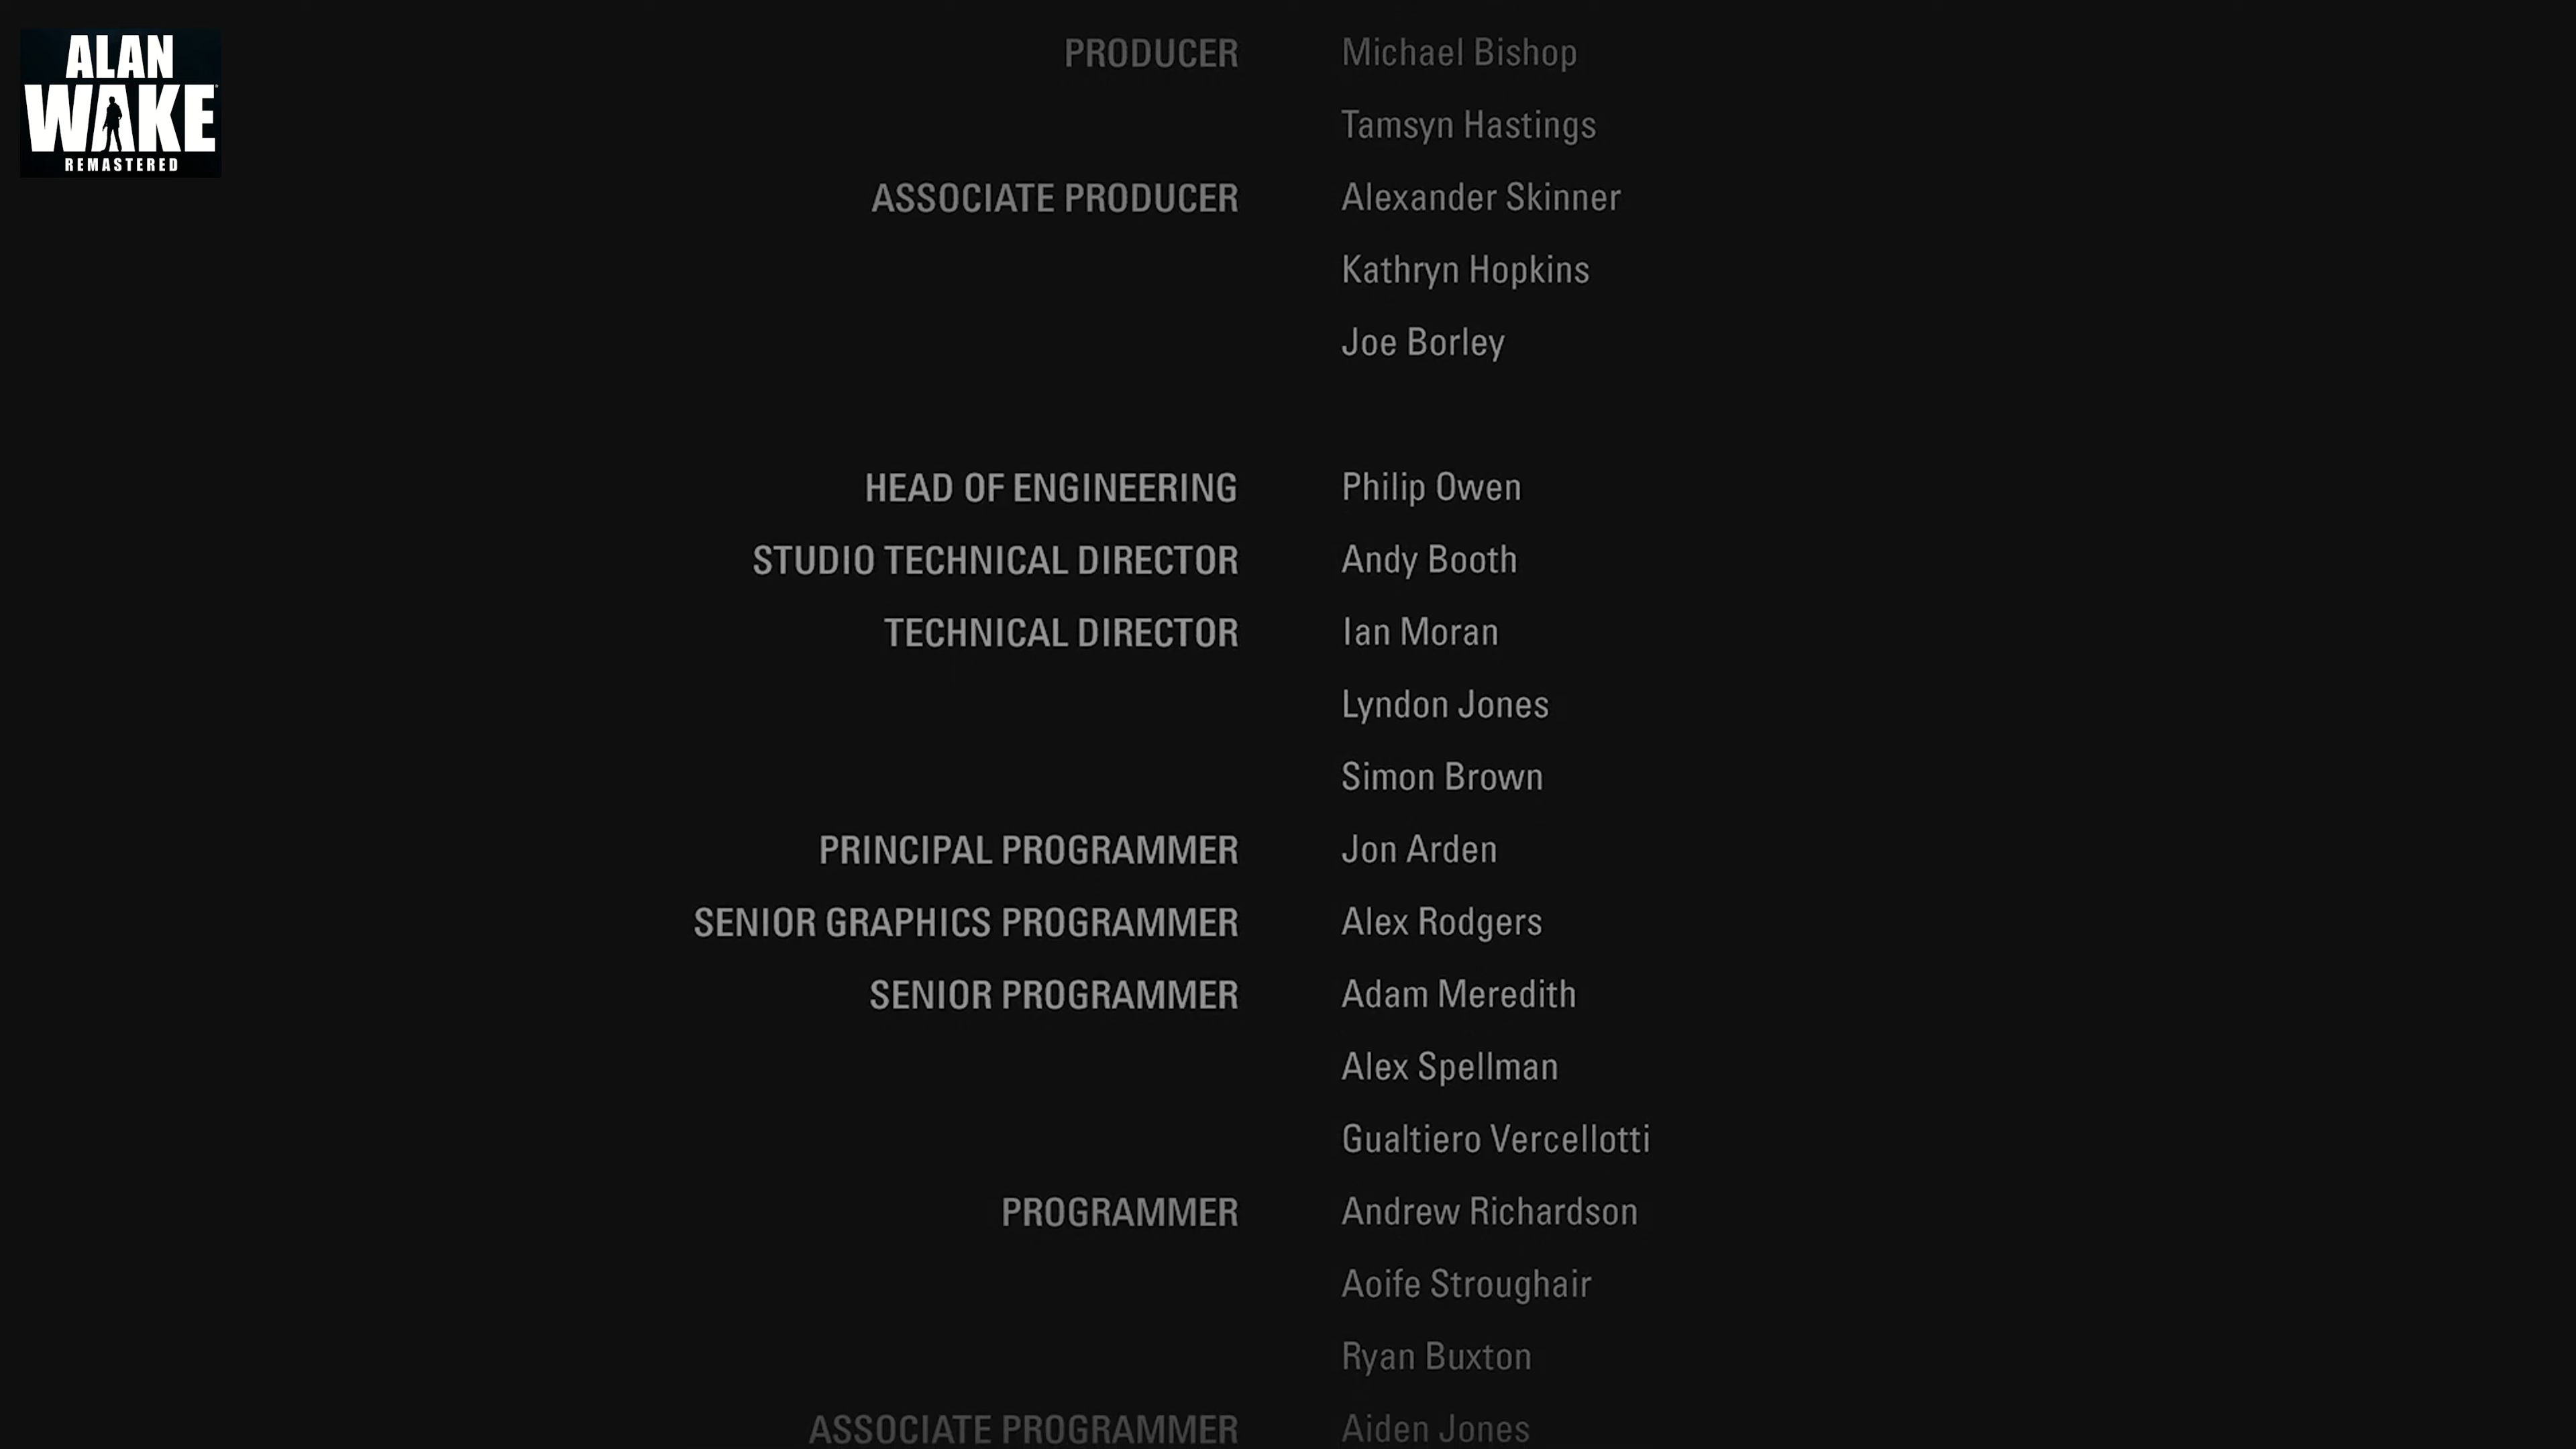 ALAN
WAKE
REMASTERED
PRODUCER Michael Bishop
Tamsyn Hastings
ASSOCIATE PRODUCER Alexander Skinner
Kathryn Hopkins
Joe Borley
HEAD OF ENGINEERING Philip Owen
STUDIO TECHNICAL DIRECTOR Andy Booth
TECHNICAL DIRECTOR Ian Moran
Lyndon Jones
Simon Brown
PRINCIPAL PROGRAMMER Jon Arden
SENIOR GRAPHICS PROGRAMMER Alex Rodgers
SENIOR PROGRAMMER Adam Meredith
Alex Spellman
Gualtiero Vercellotti
PROGRAMMER Andrew Richardson
Aoife Stroughair
Ryan Buxton
ASSOCIATE PROGRAMMER Aiden Jones